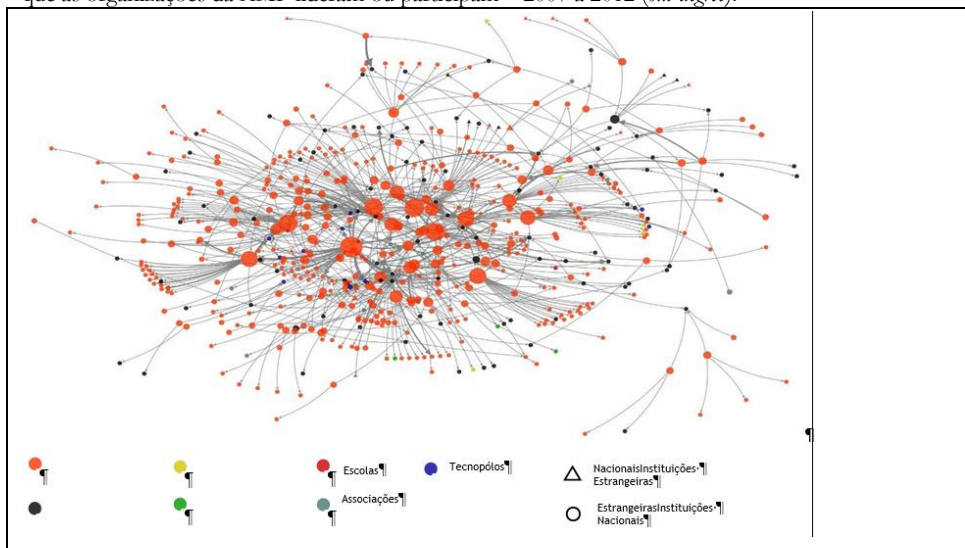 que as organizações da AMP lideram ou participam – 2007 a 2012
¶
¶
¶
¶ Escolas¶
Tecnopólos¶
NacionaisInstituições·¶
Estrangeiras¶
¶
¶ Associações¶
EstrangeirasInstituições·¶
Nacionais¶